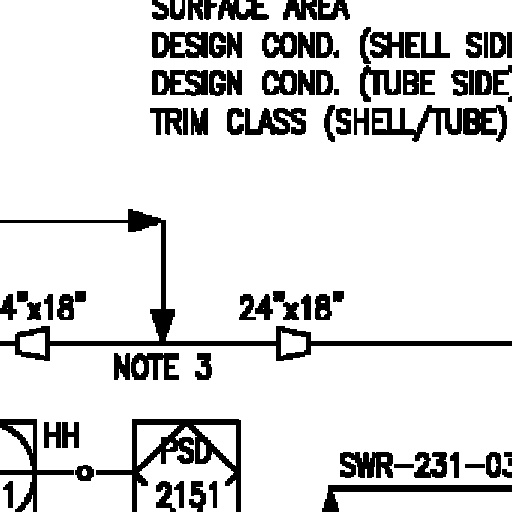 SURFACE AREA
DESIGN COND. (SHELL
DESIGN COND. (TUBE SIDE)
TRIM CLASS (SHELL/TUBE)
4"x18" 24"x18"
NOTE 3
HH
PSD
SWR-231-03
1 2151